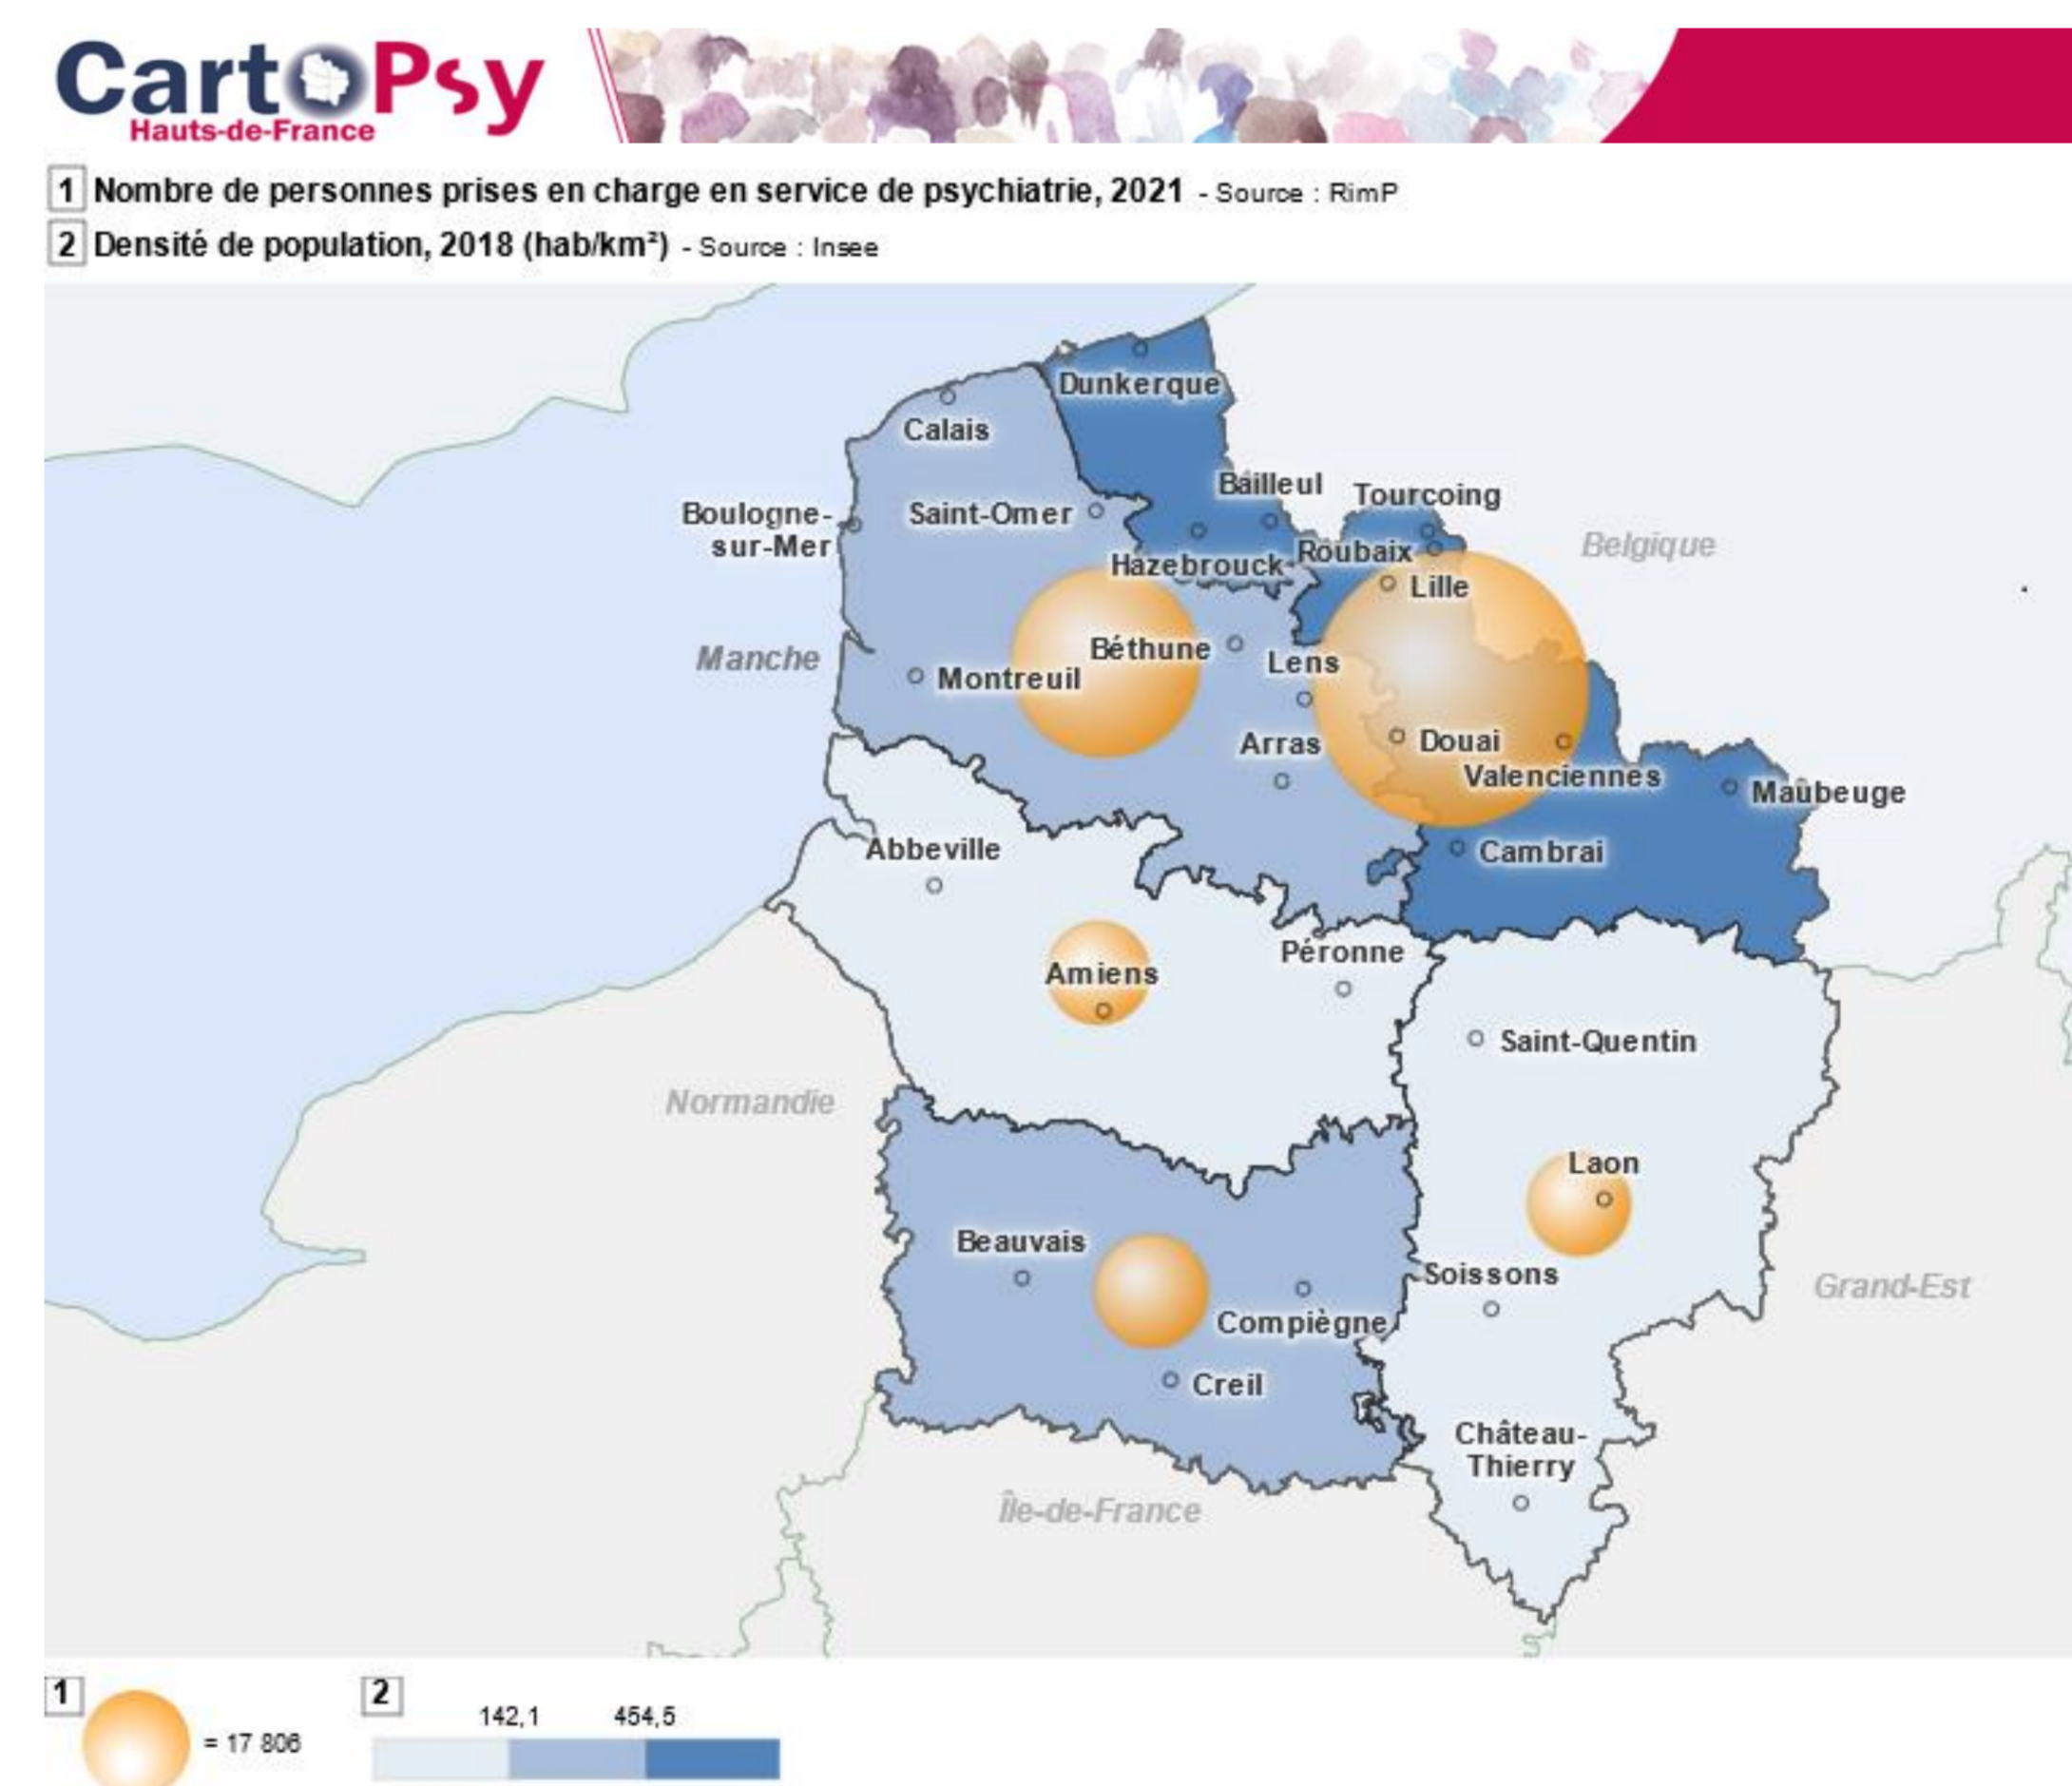 CartoPsy
Hauts-de-France
1 Nombre de personnes prises en charge en service de psychiatrie, 2021 - Source : RimP
2 Densité de population, 2018 (hab/km²) - Source : Insee
Dunkerque
Calais
Bailleul
Tourcoing
Boulogne-
sur-Mer
Saint-Omer
Belgique
Roubaix
Hazebrouck
Lille
Manche
Béthune
Lens
Montreuil
Arras
Douai
Valenciennes
Maubeuge
Abbeville
Cambrai
Péronne
Amiens
Saint-Quentin
Normandie
Laon
Beauvais
Soissons
Grand-Est
Compiègne
Creil
Château-
Thierry
Île-de-France
1
= 17 806
2
142,1
454,5